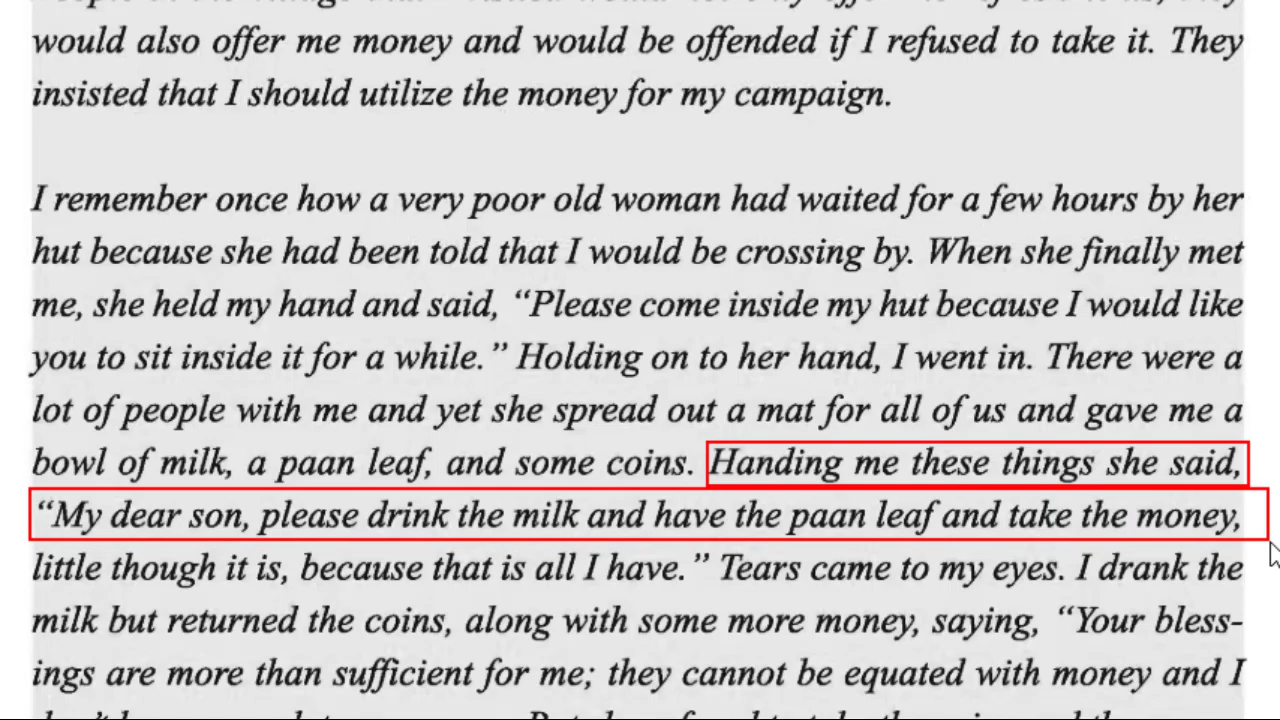 would also offer me money and would be offended if I refused to take it. They
insisted that I should utilize the money for my campaign.
I remember once how a very poor old woman had waited for a few hours by her
hut because she had been told that I would be crossing by. When she finally met
me, she held my hand and said, “Please come inside my hut because I would like
you to sit inside it for a while.” Holding on to her hand, I went in. There were a
lot of people with me and yet she spread out a mat for all of us and gave me a
bowl of milk, a paan leaf, and some coins. Handing me these things she said,
“My dear son, please drink the milk and have the paan leaf and take the money,
little though it is, because that is all I have.” Tears came to my eyes. I drank the
milk but returned the coins, along with some more money, saying, “Your bless-
ings are more than sufficient for me; they cannot be equated with money and I